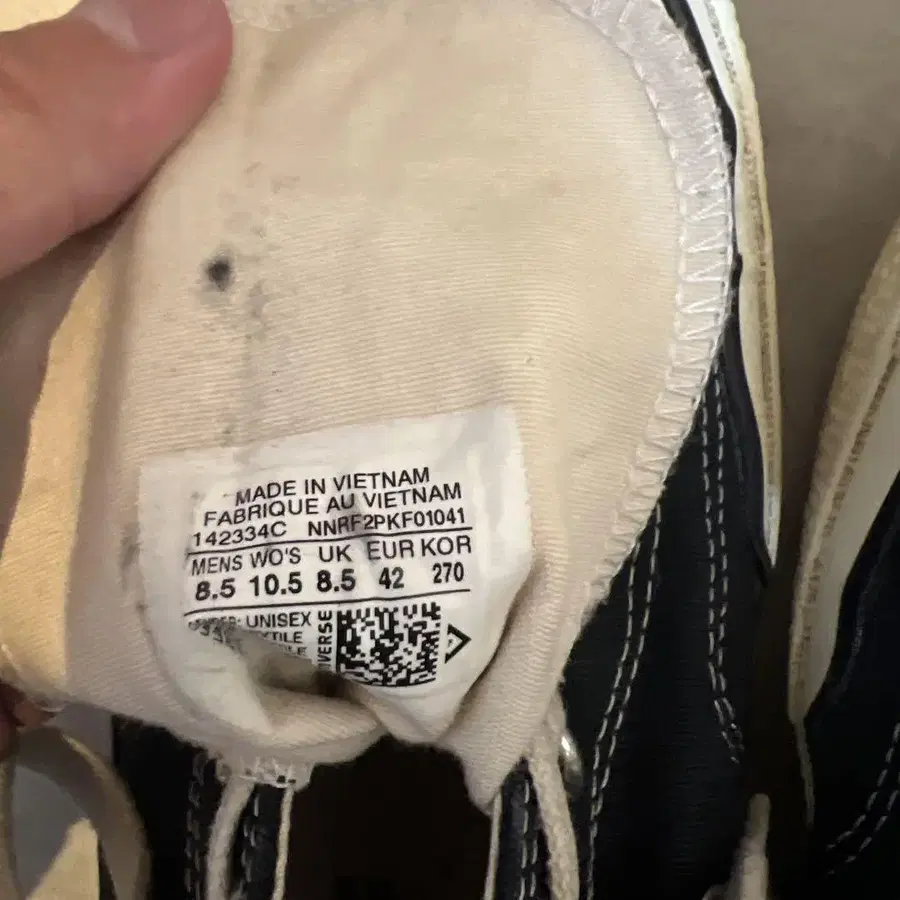 MADE IN VIETNAM
FABRIQUE AU VIETNAM
142334C NNRF2PKF01041
MENS WO'S UK EUR KOR
8.5 10.5 8.5 42 270
UNISEX